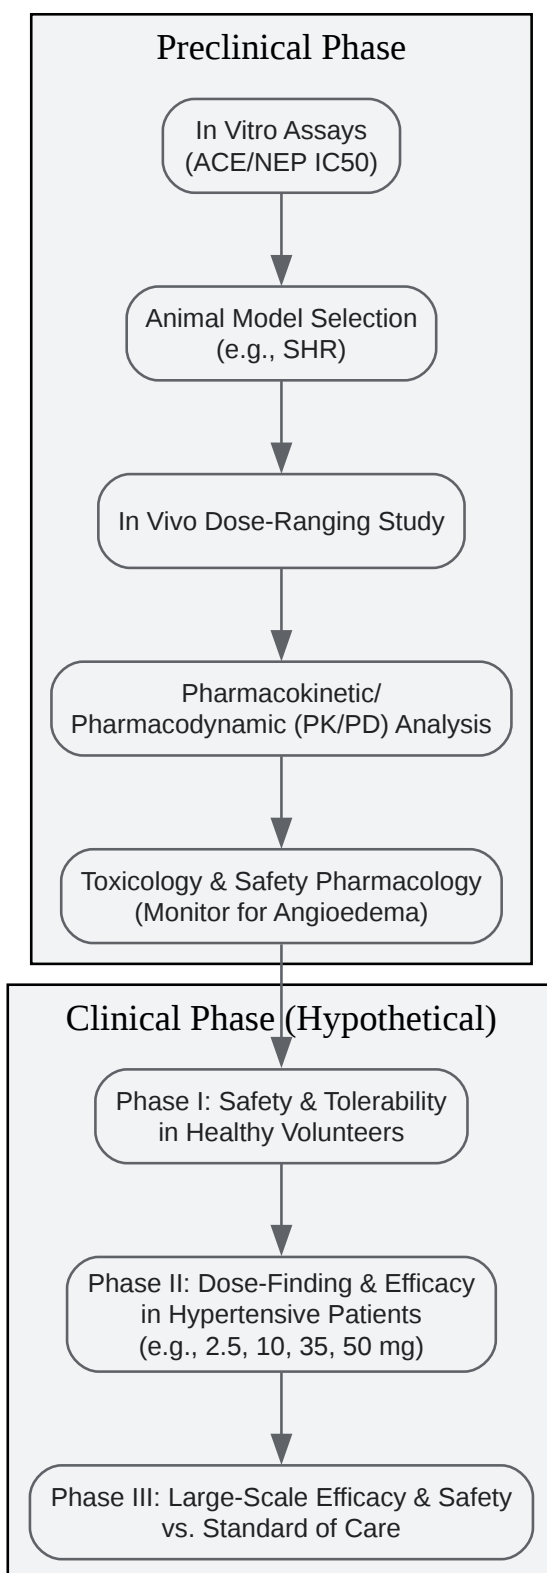 Preclinical Phase
In Vitro Assays
(ACE/NEP IC50)
Animal Model Selection
(e.g., SHR)
In Vivo Dose-Ranging Study
Pharmacokinetic/
Pharmacodynamic (PK/PD) Analysis
Toxicology & Safety Pharmacology
(Monitor for Angioedema)
Clinical Phase (Hypothetical)
Phase I: Safety & Tolerability
in Healthy Volunteers
Phase II: Dose-Finding & Efficacy
in Hypertensive Patients
(e.g., 2.5, 10, 35, 50 mg)
Phase III: Large-Scale Efficacy & Safety
vs. Standard of Care